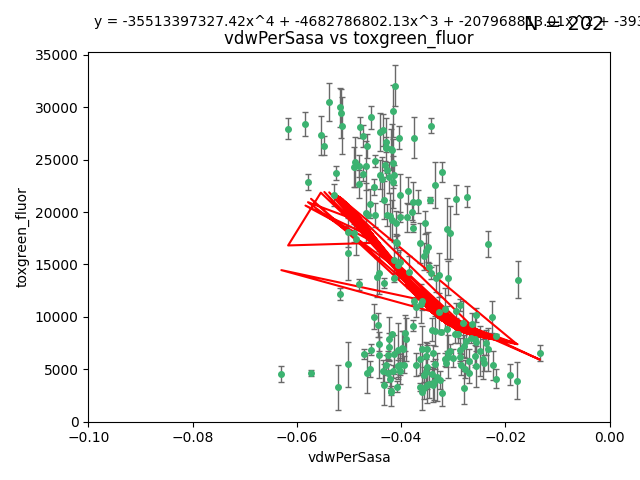 y = -35513397327.42x^4 + -4682786802.13x^3 +
N = 202
vdwPerSasa vs toxgreen_fluor
35000
30000
25000
20000
15000
10000
5000
0
toxgreen_fluor
−0.10 −0.08 −0.06 −0.04 −0.02 0.00
vdwPerSasa